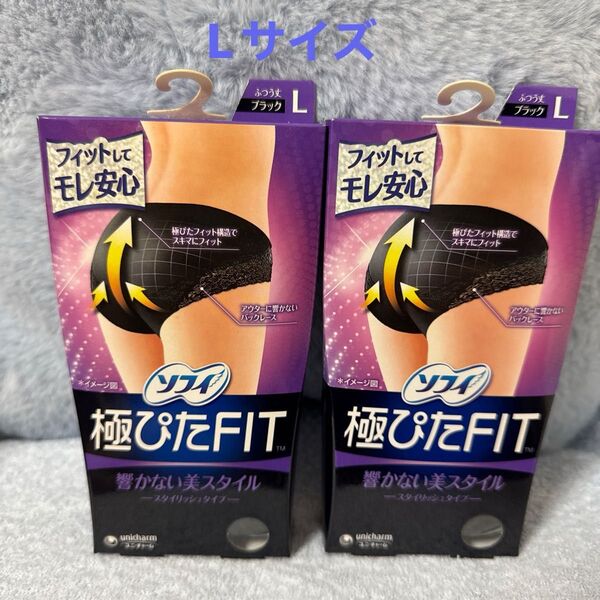 Lサイズ
ふつう丈
ブラック
L
フィットして
モレ安心
極ぴたフィット構造で
スキマにフィット
アウターに響かない
バックレース
*イメージ図
ソフィ
極ぴたFIT
TM
響かない美スタイル
スタイリッシュタイプ
unicharm
ユニ・チャーム
ふつう丈
ブラック
L
フィットして
モレ安心
極ぴたフィット構造で
スキマにフィット
アウターに響かない
バックレース
*イメージ図
ソフィ
極ぴたFIT
TM
響かない美スタイル
スタイリッシュタイプ
unicharm
ユニ・チャーム